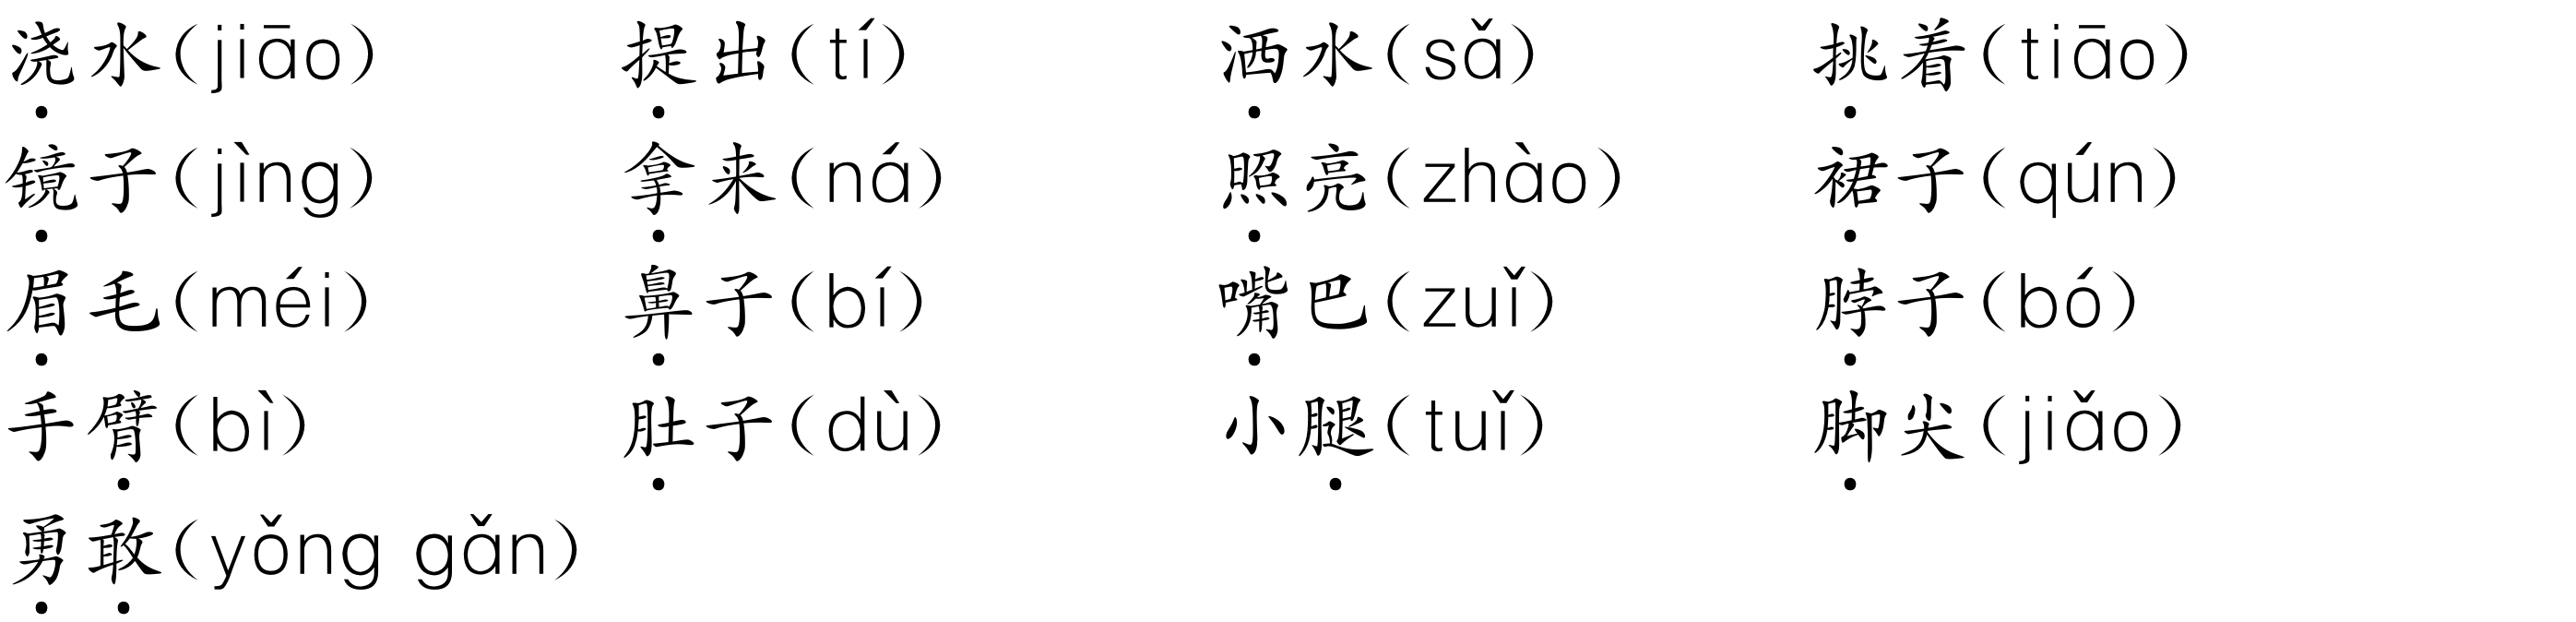 浇水(jiāo) 提出(tí) 洒水(sǎ) 挑着(tiāo)
镜子(jìng) 拿来(ná) 照亮(zhào) 裙子(qún)
眉毛(méi) 鼻子(bí) 嘴巴(zuǐ) 脖子(bó)
手臂(bì) 肚子(dù) 小腿(tuǐ) 脚尖(jiǎo)
勇敢(yǒng gǎn)